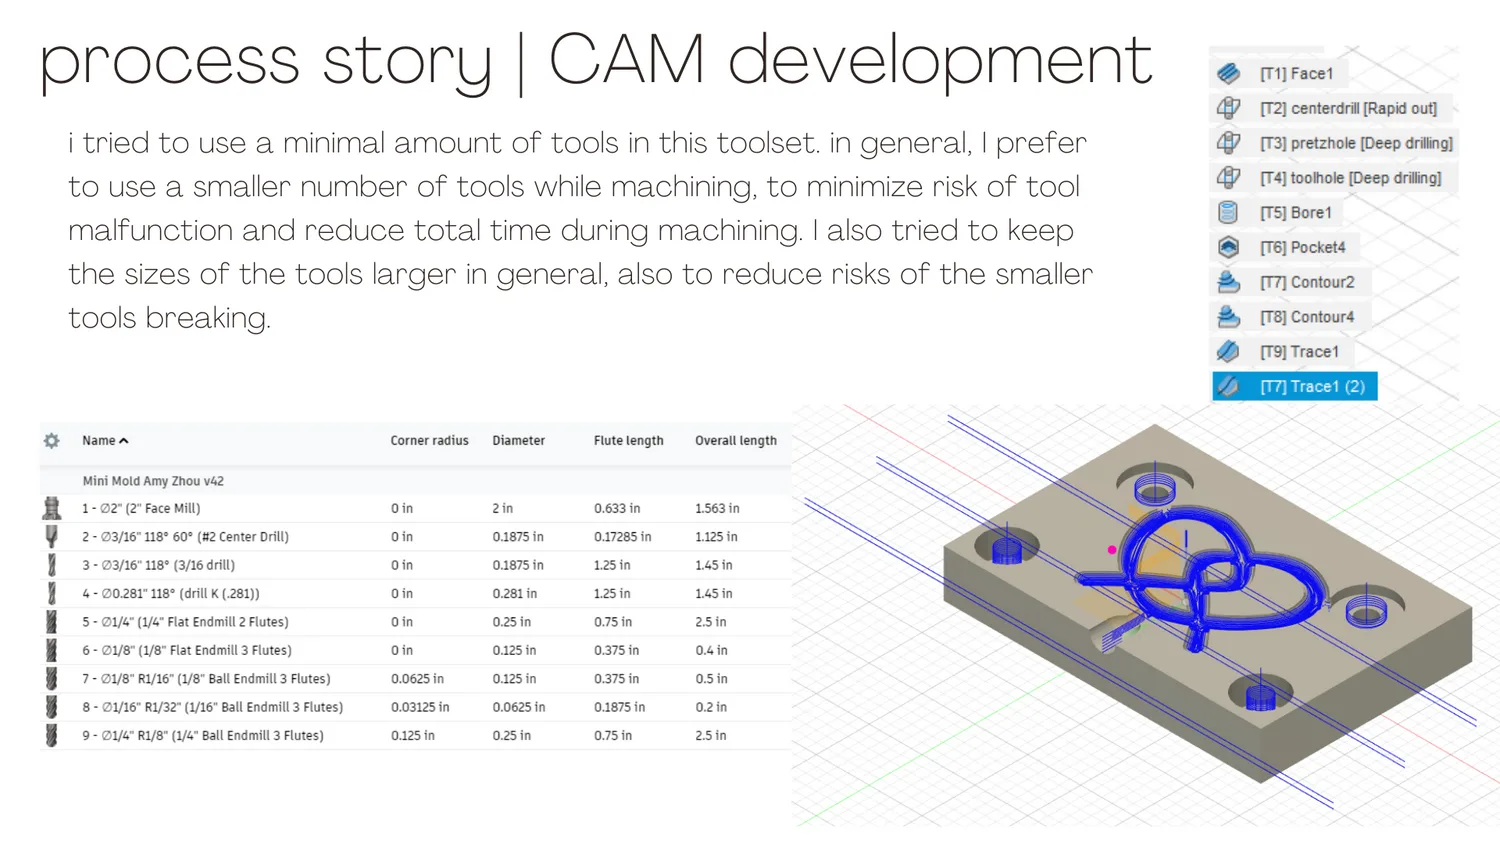 process story | CAM development
i tried to use a minimal amount of tools in this toolset. in general, I prefer
to use a smaller number of tools while machining, to minimize risk of tool
malfunction and reduce total time during machining. I also tried to keep
the sizes of the tools larger in general, also to reduce risks of the smaller
tools breaking.
[T1] Face1
[T2] centerdrill [Rapid out]
[T3] pretzhole [Deep drilling]
[T4] toolhole [Deep drilling]
[T5] Bore1
[T6] Pocket4
[T7] Contour2
[T8] Contour4
[T9] Trace1
[T7] Trace1 (2)
Name Corner radius Diameter Flute length Overall length
Mini Mold Amy Zhou v42
1 - ∅2" (2" Face Mill) 0 in 2 in 0.633 in 1.563 in
2 - ∅3/16" 118° 60° (#2 Center Drill) 0 in 0.1875 in 0.17285 in 1.125 in
3 - ∅3/16" 118° (3/16 drill) 0 in 0.1875 in 1.25 in 1.45 in
4 - ∅0.281" 118° (drill K (.281)) 0 in 0.281 in 1.25 in 1.45 in
5 - ∅1/4" (1/4" Flat Endmill 2 Flutes) 0 in 0.25 in 0.75 in 2.5 in
6 - ∅1/8" (1/8" Flat Endmill 3 Flutes) 0 in 0.125 in 0.375 in 0.4 in
7 - ∅1/8" R1/16" (1/8" Ball Endmill 3 Flutes) 0.0625 in 0.125 in 0.375 in 0.5 in
8 - ∅1/16" R1/32" (1/16" Ball Endmill 3 Flutes) 0.03125 in 0.0625 in 0.1875 in 0.2 in
9 - ∅1/4" R1/8" (1/4" Ball Endmill 3 Flutes) 0.125 in 0.25 in 0.75 in 2.5 in